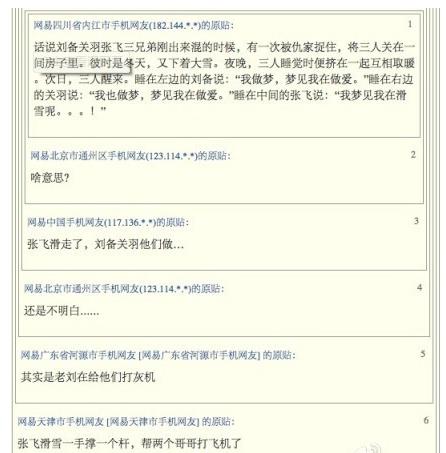 网易四川省内江市手机网友(182.144.*.*)的原贴: 1
话说刘备关羽张飞三兄弟刚出来混的时候，有一次被仇家捉住，将三人关在一
间房子里。彼时是冬天，又下着大雪。夜晚，三人睡觉时便挤在一起互相取暖
。次日，三人醒来。睡在左边的刘备说：“我做梦，梦见我在做爱。”睡在右边
的关羽说：“我也做梦，梦见我在做爱。”睡在中间的张飞说：“我梦见我在滑
雪呢。。。！”
网易北京市通州区手机网友(123.114.*.*)的原贴: 2
啥意思?
网易中国手机网友(117.136.*.*)的原贴: 3
张飞滑走了，刘备关羽他们做...
网易北京市通州区手机网友(123.114.*.*)的原贴: 4
还是不明白......
网易广东省河源市手机网友 [网易广东省河源市手机网友] 的原贴: 5
其实是老刘在给他们打灰机
网易天津市手机网友 [网易天津市手机网友] 的原贴: 6
张飞滑雪一手撑一个杆，帮两个哥哥打飞机了